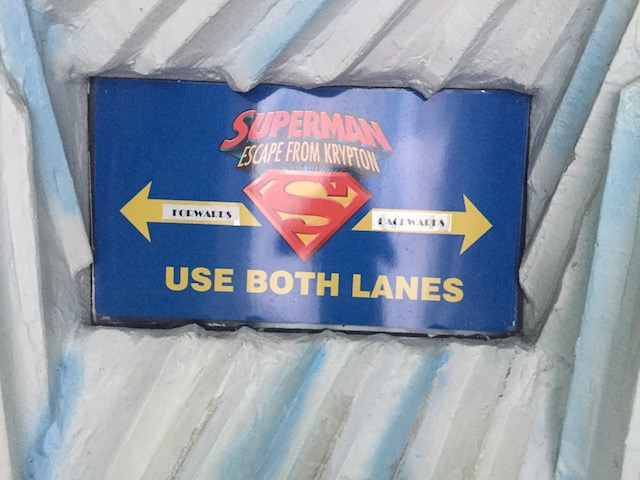 SUPERMAN
ESCAPE FROM KRYPTON
S
FORWARDS BACKWARDS
USE BOTH LANES